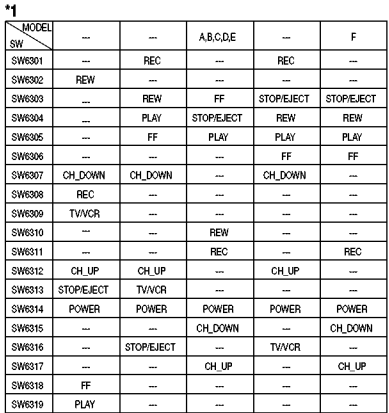 *1
MODEL
SW --- --- A,B,C,D,E --- F
SW6301 --- REC --- REC ---
SW6302 REW --- --- --- ---
SW6303 --- REW FF STOP/EJECT STOP/EJECT
SW6304 --- PLAY STOP/EJECT REW REW
SW6305 --- FF PLAY PLAY PLAY
SW6306 --- --- --- FF FF
SW6307 CH_DOWN CH_DOWN --- CH_DOWN ---
SW6308 REC --- --- --- ---
SW6309 TV/VCR --- --- --- ---
SW6310 --- --- REW --- ---
SW6311 --- --- REC --- REC
SW6312 CH_UP CH_UP --- CH_UP ---
SW6313 STOP/EJECT TV/VCR --- --- ---
SW6314 POWER POWER POWER POWER POWER
SW6315 --- --- CH_DOWN --- CH_DOWN
SW6316 --- STOP/EJECT --- TV/VCR ---
SW6317 --- --- CH_UP --- CH_UP
SW6318 FF --- --- --- ---
SW6319 PLAY --- --- --- ---